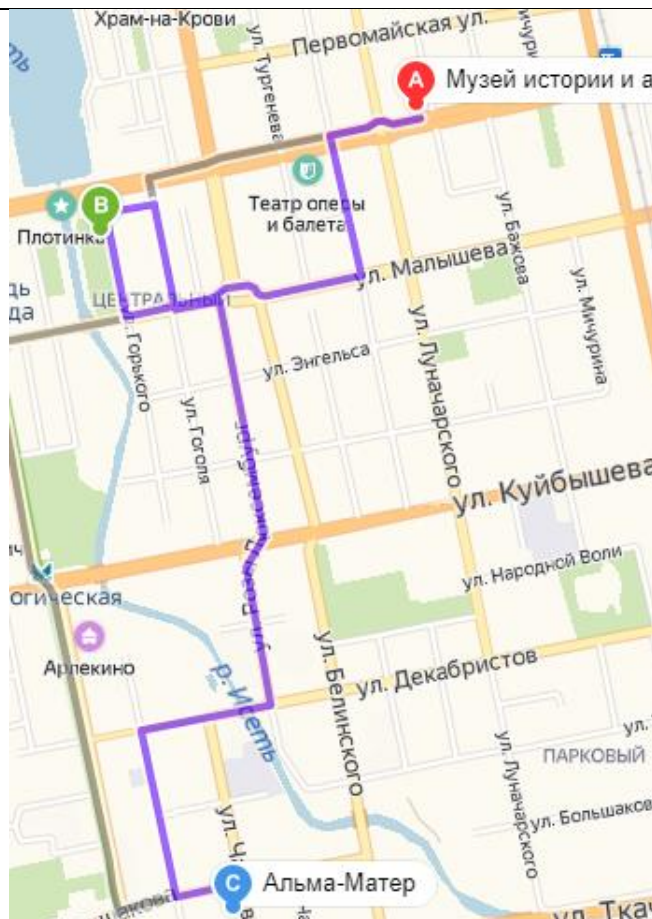 Храм-на-Крови
Первомайская ул.
ул. Тургенева
A
Музей истории и а
B
Плотинка
Театр оперы
и балета
ул. Малышева
ул. Бажова
ул. Мичурина
ЦЕНТРАЛЬНЫЙ
ул. Энгельса
ул. Горького
ул. Гоголя
ул. Луначарского
ул. Куйбышева
ул. Народной Воли
огическая
Арлекино
р. Исеть
ул. Белинского
ул. Декабристов
ул. Луначарского
ПАРКОВЫЙ
ул. Большакова
C
Альма-Матер
ул. Ткач